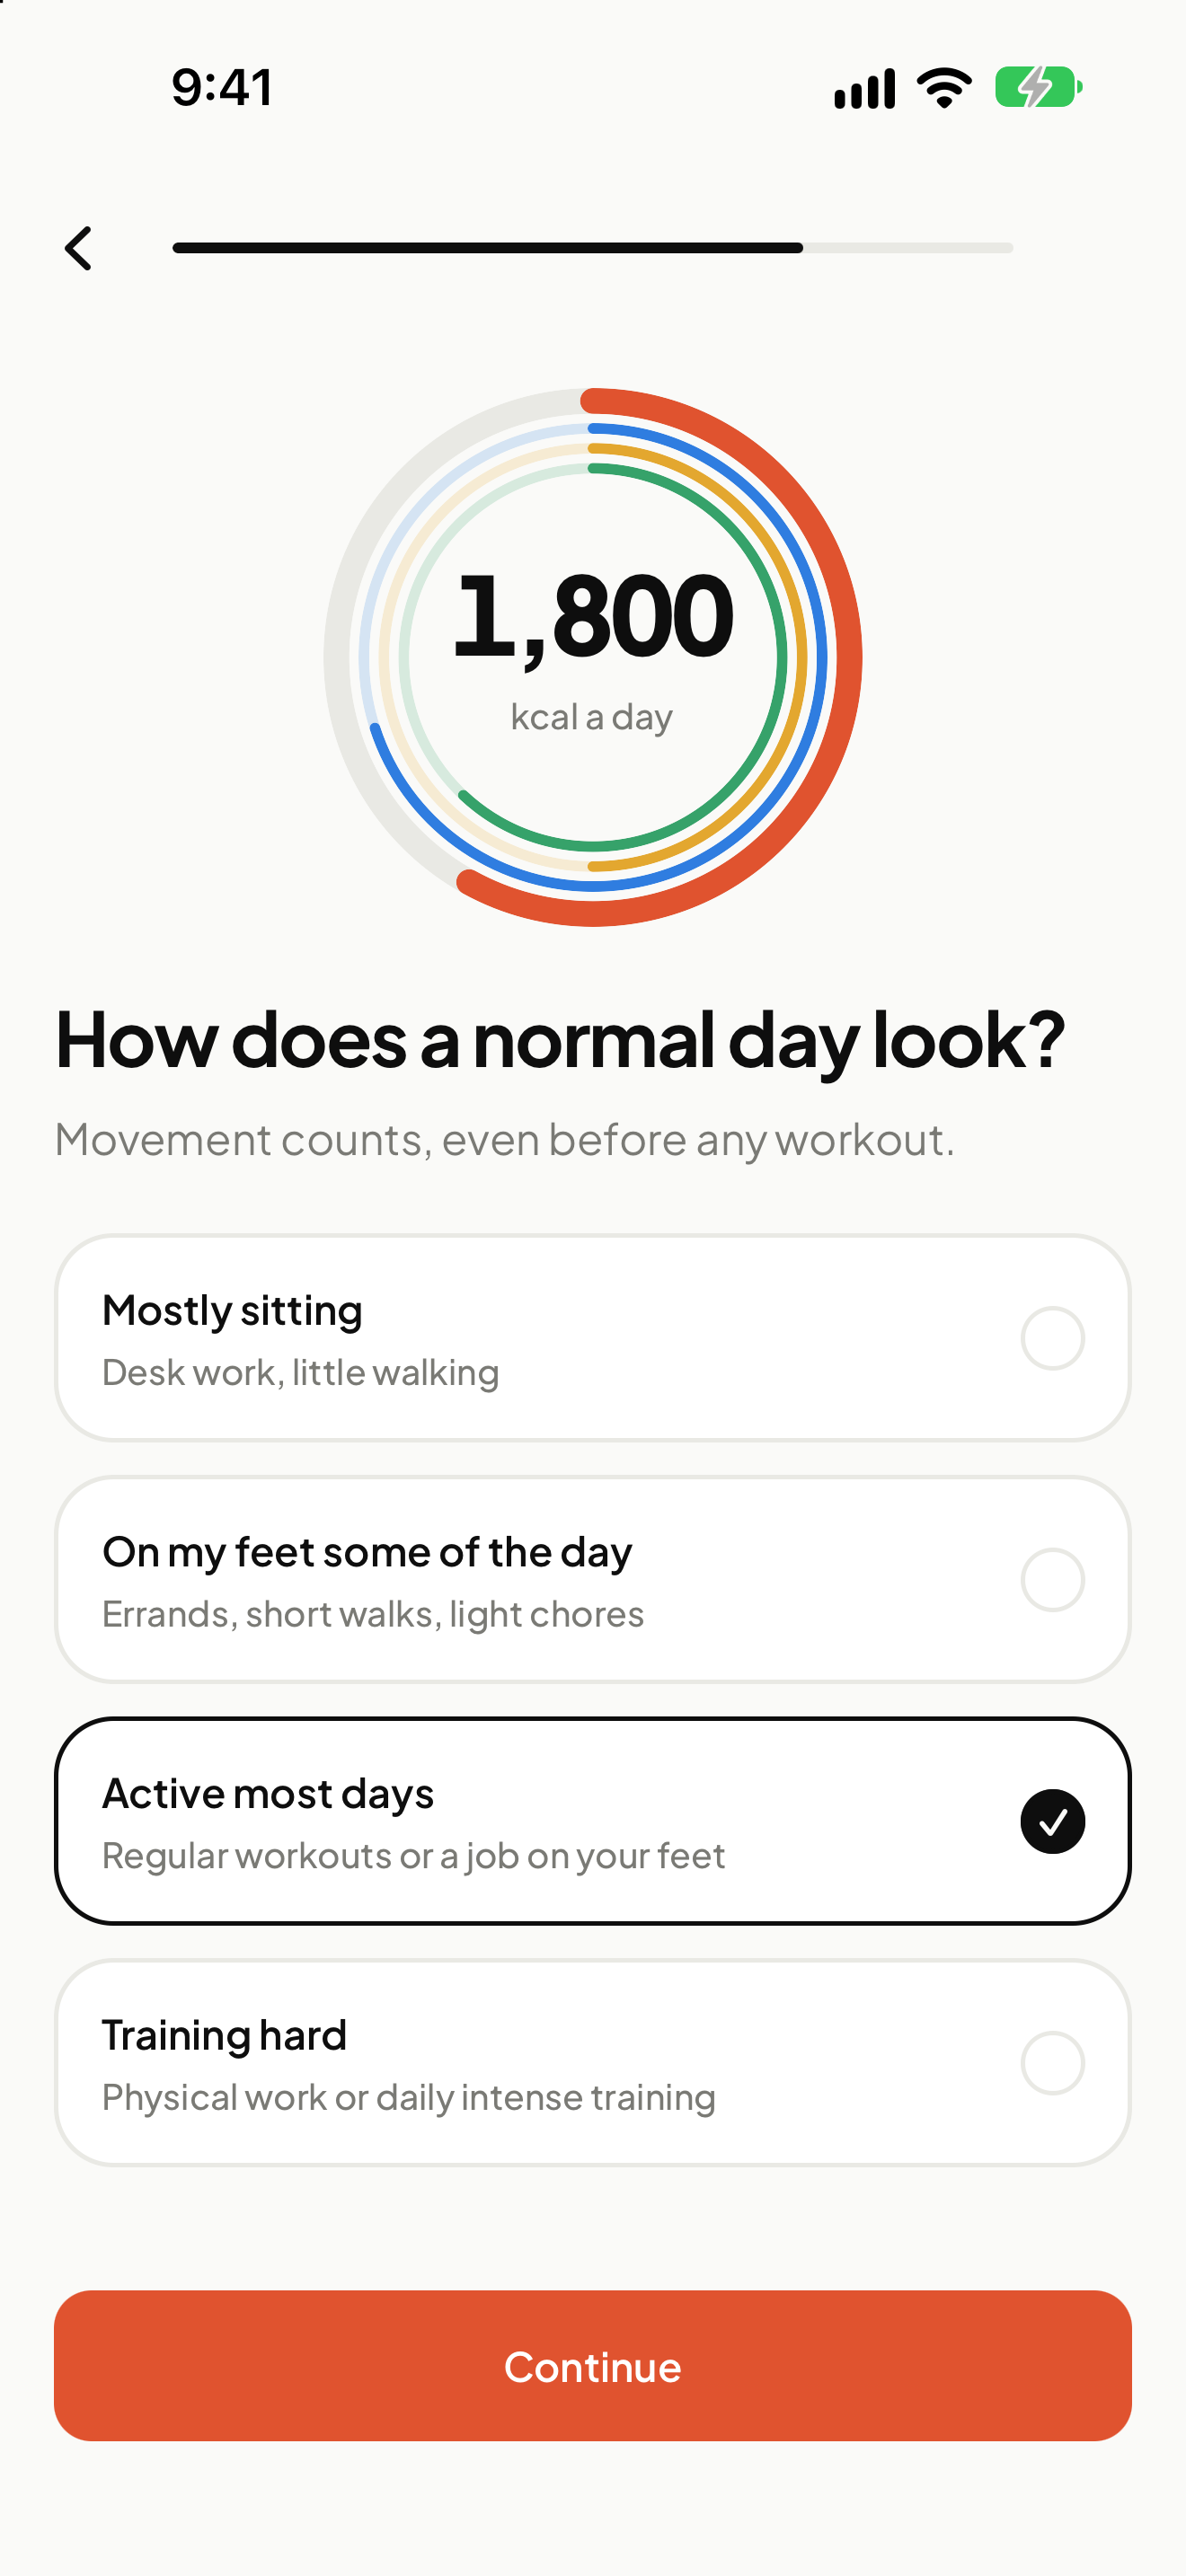 9:41
1,800
kcal a day
How does a normal day look?
Movement counts, even before any workout.
Mostly sitting
Desk work, little walking
On my feet some of the day
Errands, short walks, light chores
Active most days
Regular workouts or a job on your feet
Training hard
Physical work or daily intense training
Continue